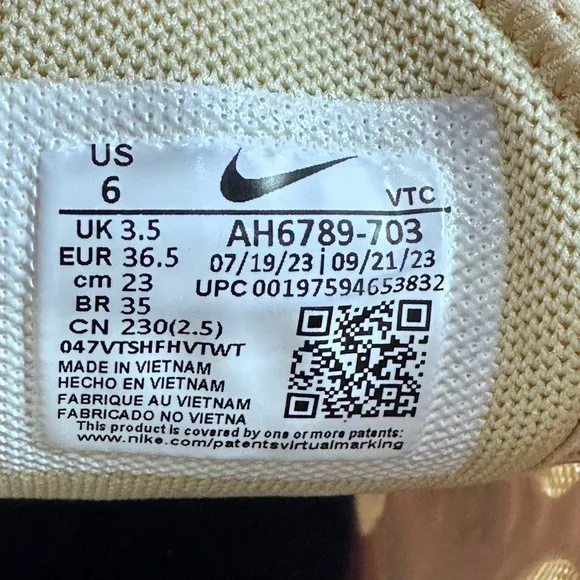 US
6
VTC
UK 3.5
EUR 36.5
cm 23
BR 35
CN 230(2.5)
AH6789-703
07/19/23 | 09/21/23
UPC 00197594653832
047VTSHFHVTWT
MADE IN VIETNAM
HECHO EN VIETNAM
FABRIQUE AU VIETNAM
FABRICADO NO VIETNA
This product is covered by one or more patents:
www.nike.com/patentsvirtualmarking